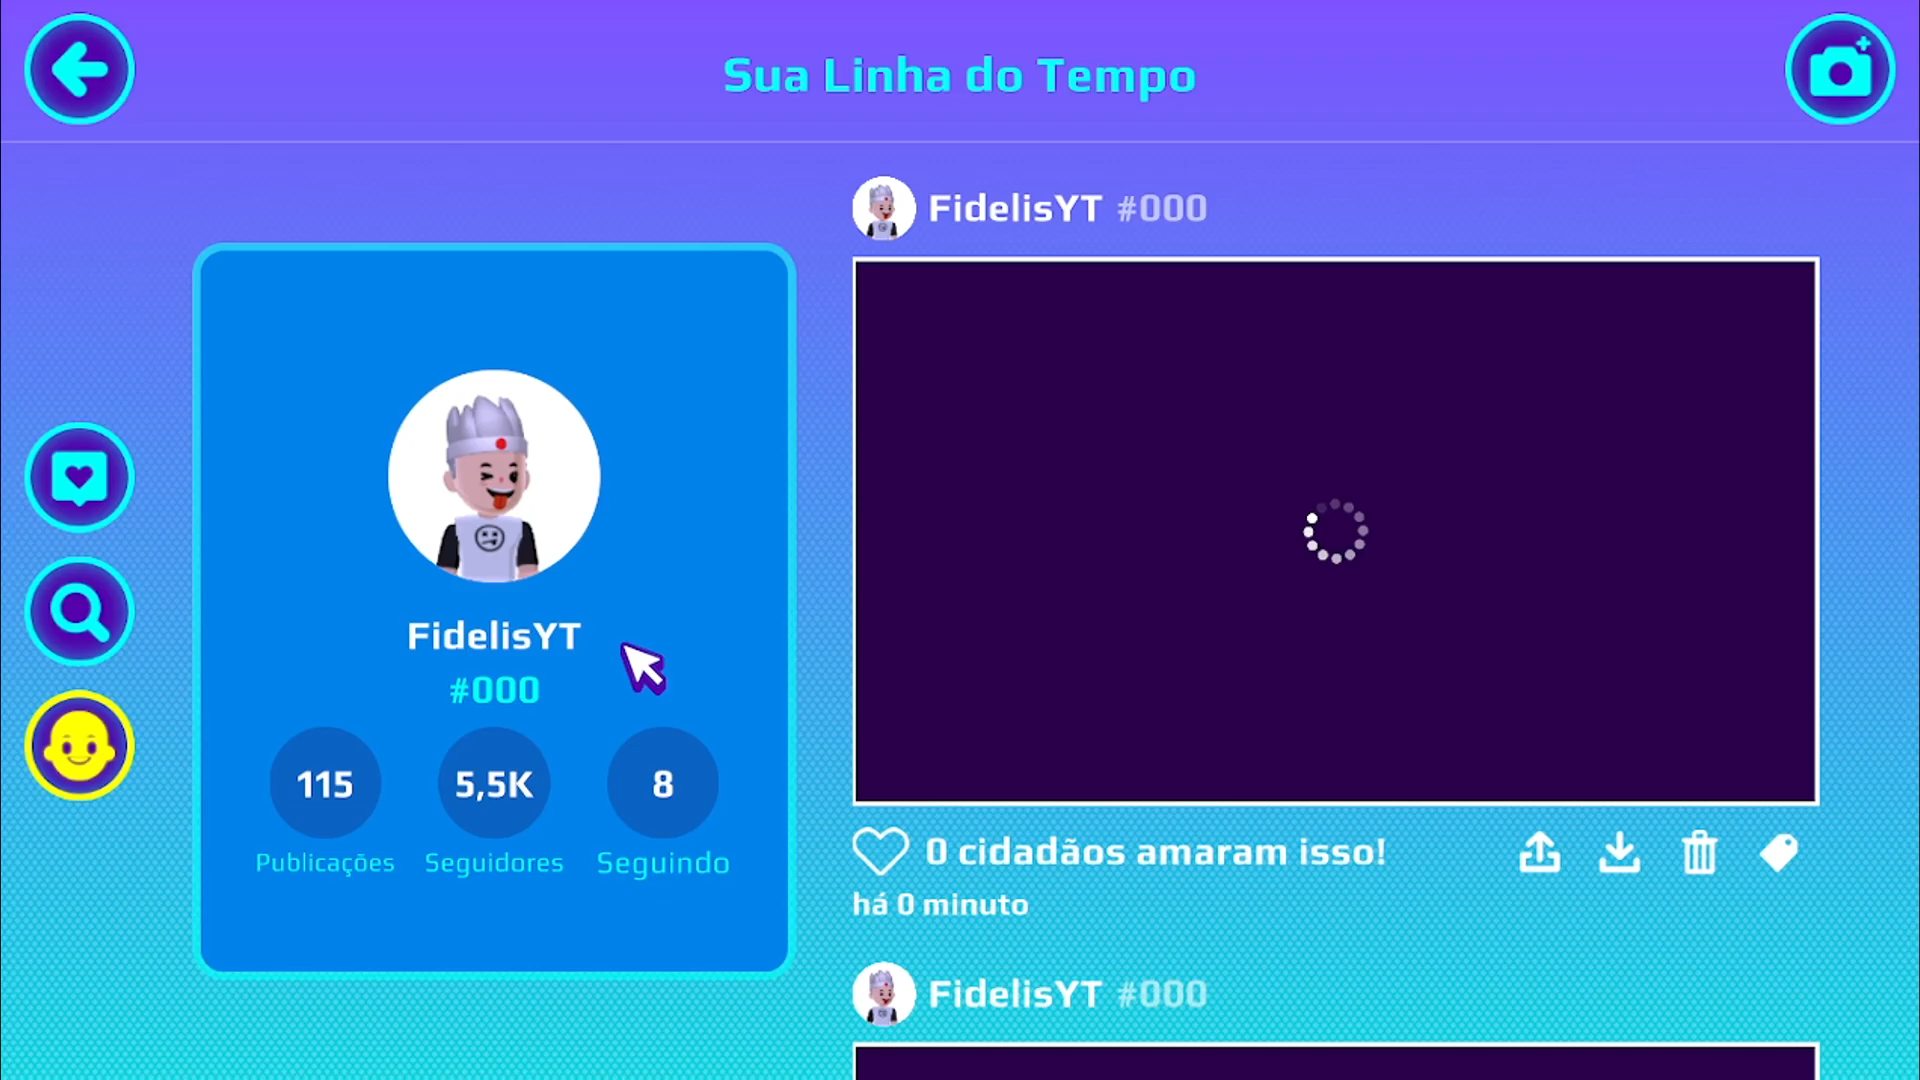 Sua Linha do Tempo
FidelisYT #000
FidelisYT
#000
115
5,5K
8
Publicações
Seguidores
Seguindo
0 cidadãos amaram isso!
há 0 minuto
FidelisYT #000